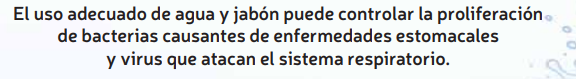 El uso adecuado de agua y jabón puede controlar la proliferación
de bacterias causantes de enfermedades estomacales
y virus que atacan el sistema respiratorio.